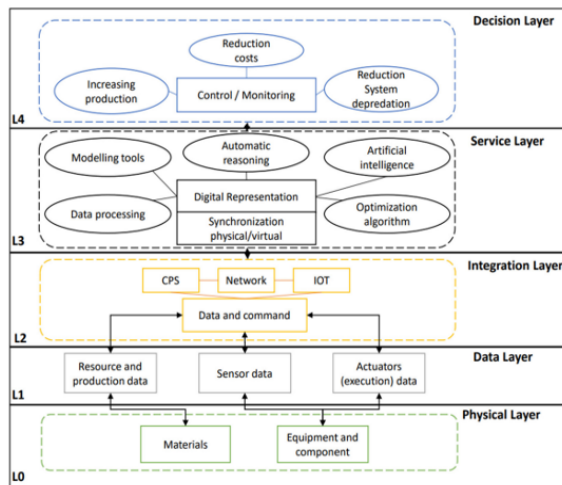 Decision Layer
Reduction
costs
Increasing
production
Control / Monitoring
Reduction
System
depredation
L4
Service Layer
Modelling tools
Automatic
reasoning
Artificial
intelligence
Digital Representation
Data processing
Synchronization
physical/virtual
Optimization
algorithm
L3
Integration Layer
CPS
Network
IOT
Data and command
L2
Data Layer
Resource and
production data
Sensor data
Actuators
(execution) data
L1
Physical Layer
Materials
Equipment and
component
L0